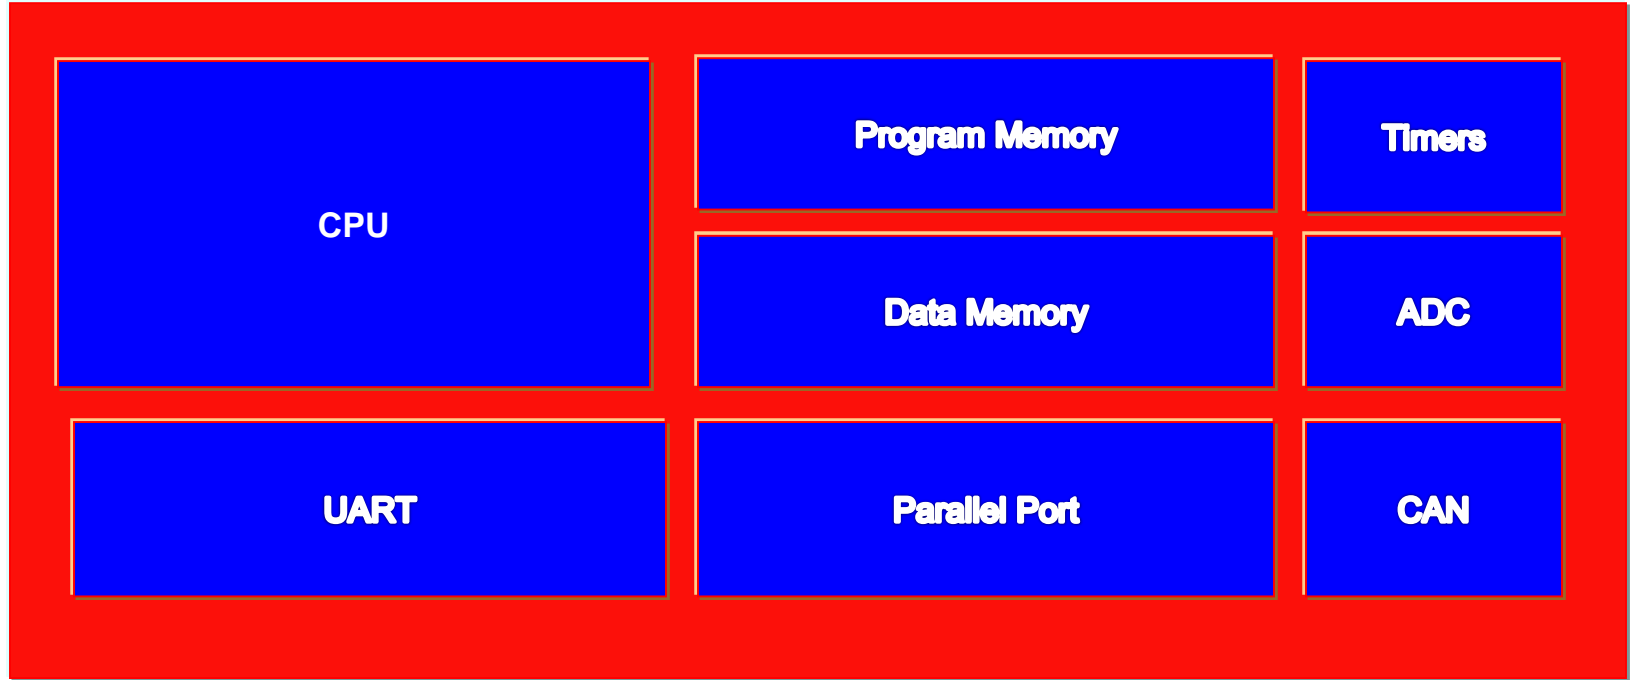 CPU
Program Memory
Timers
Data Memory
ADC
UART
Parallel Port
CAN